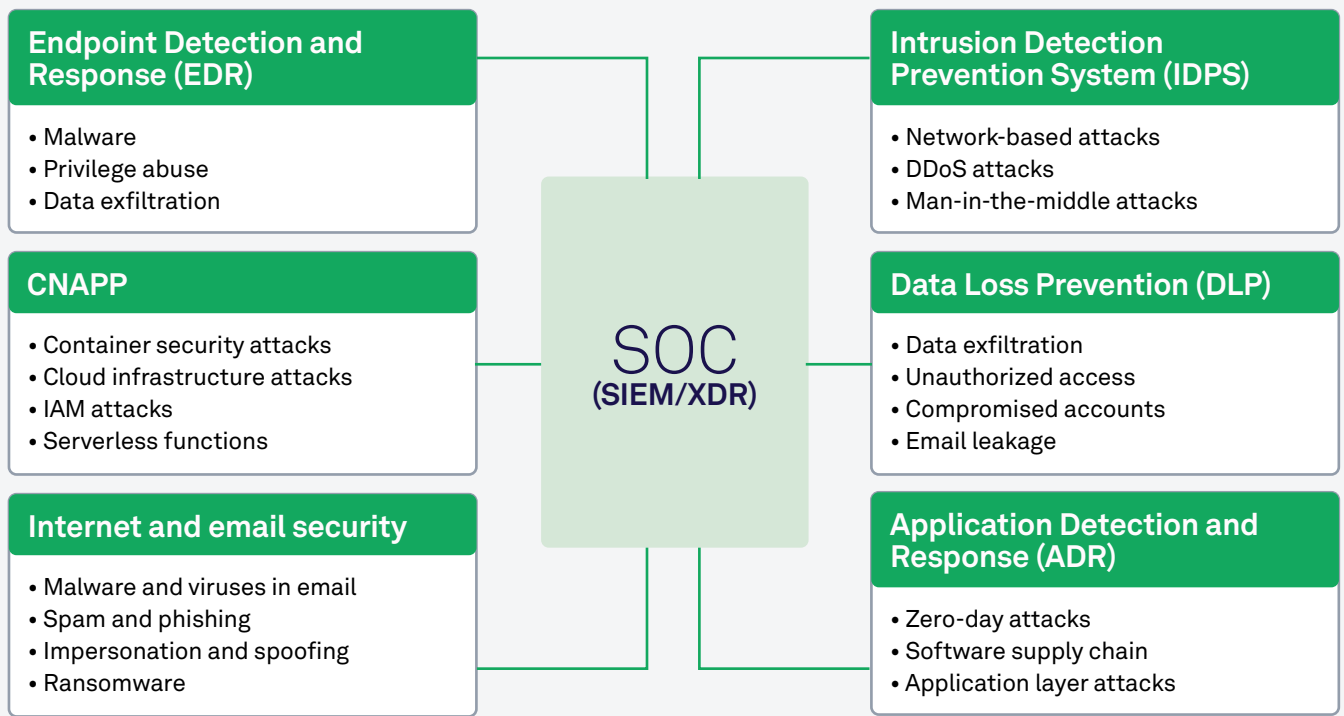 Endpoint Detection and
Response (EDR)
• Malware
• Privilege abuse
• Data exfiltration
CNAPP
• Container security attacks
• Cloud infrastructure attacks
• IAM attacks
• Serverless functions
Internet and email security
• Malware and viruses in email
• Spam and phishing
• Impersonation and spoofing
• Ransomware
SOC
(SIEM/XDR)
Intrusion Detection
Prevention System (IDPS)
• Network-based attacks
• DDoS attacks
• Man-in-the-middle attacks
Data Loss Prevention (DLP)
• Data exfiltration
• Unauthorized access
• Compromised accounts
• Email leakage
Application Detection and
Response (ADR)
• Zero-day attacks
• Software supply chain
• Application layer attacks